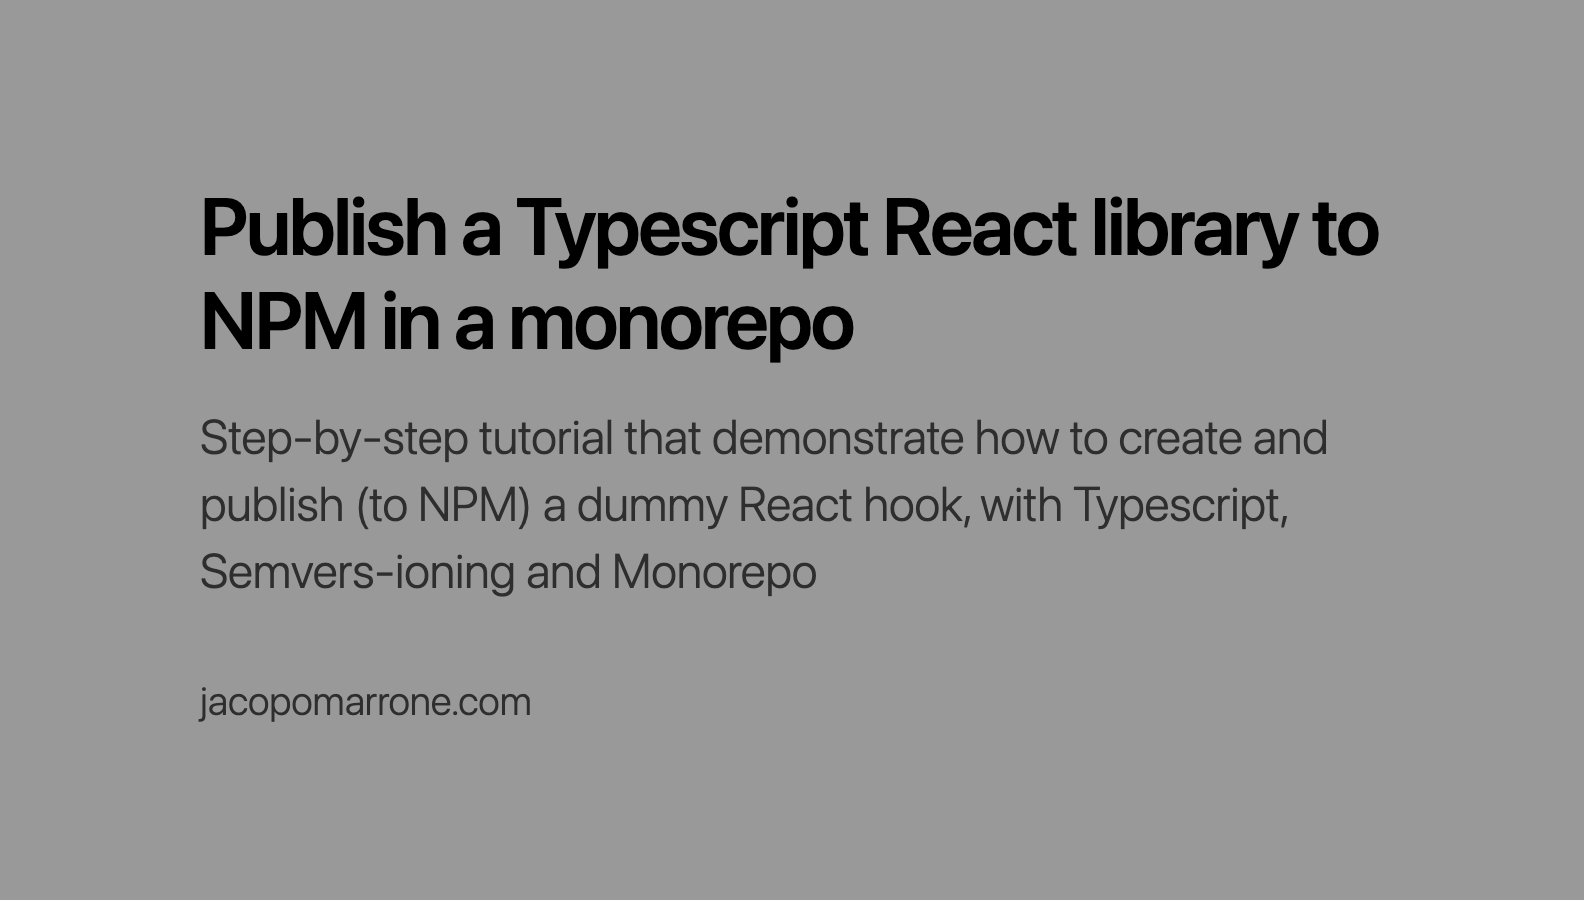 Publish a Typescript React library to
NPM in a monorepo
Step-by-step tutorial that demonstrate how to create and
publish (to NPM) a dummy React hook, with Typescript,
Semvers-ioning and Monorepo
jacopomarrone.com